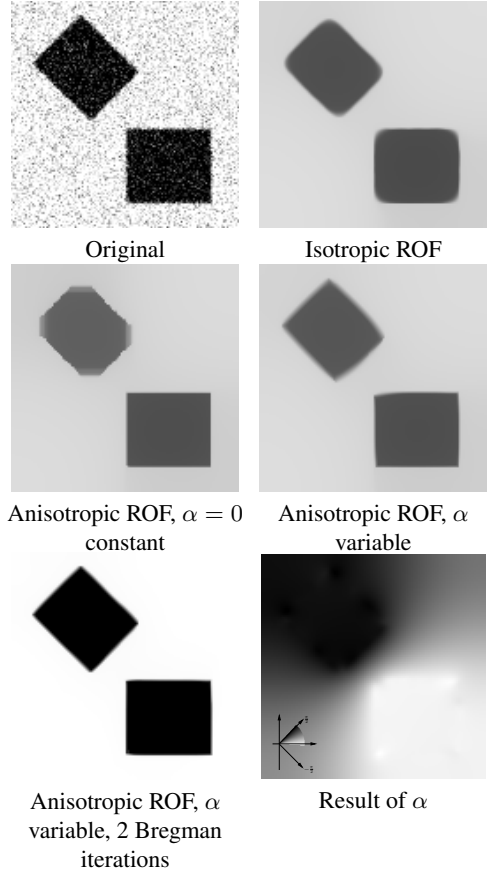 Original
Isotropic ROF
Anisotropic ROF, α = 0
constant
Anisotropic ROF, α
variable
Anisotropic ROF, α
variable, 2 Bregman
iterations
Result of α